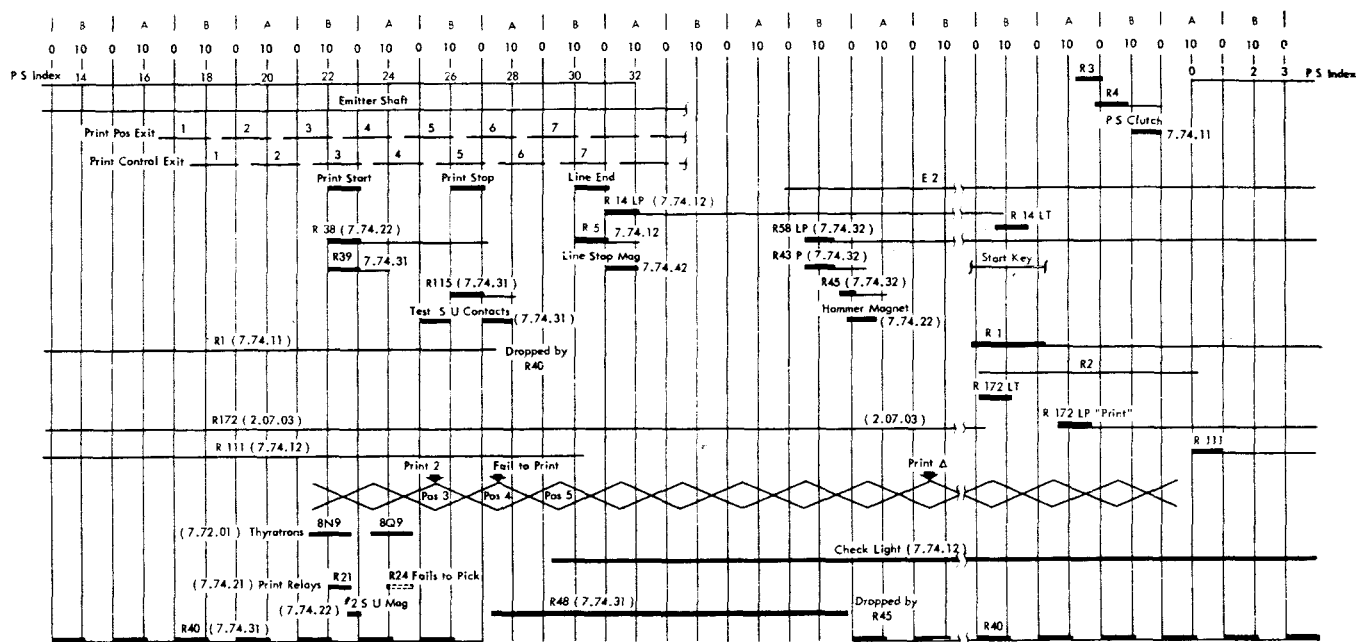 B A B A B A B A B A B A B A B A B A B A
0 10 0 10 0 10 0 10 0 10 0 10 0 10 0 10 0 10 0 10 0 10 0 10 0 10 0 10 0 10 0 10 0 10 0 10 0 10 0 10
P S Index 14 16 18 20 22 24 26 28 30 32 0 1 2 3 P S Index
R3
R4
Emitter Shaft
P S Clutch
7.74.11
Print Pos Exit 1 2 3 4 5 6 7
Print Control Exit 1 2 3 4 5 6 7
Print Start Print Stop Line End E 2
R 14 LP (7.74.12) R 14 LT
R 38 (7.74.22) R 5 7.74.12 R58 LP (7.74.32)
R39 7.74.31 Line Stop Mag 7.74.42 R43 P (7.74.32) Start Key
R115 (7.74.31) R45 (7.74.32)
Test S U Contacts (7.74.31) Hammer Magnet (7.74.22)
R1 (7.74.11) Dropped by R40 R 1
R2
R 172 LT
R172 (2.07.03) (2.07.03) R 172 LP "Print"
R 111 (7.74.12) R 111
Print 2 Fail to Print Print Δ
Pos 3 Pos 4 Pos 5
(7.72.01) Thyratrons 8N9 8Q9
Check Light (7.74.12)
(7.74.21) Print Relays R21 R24 Fails to Pick
(7.74.22) #2 S U Mag R48 (7.74.31) Dropped by R45
R40 (7.74.31) R40